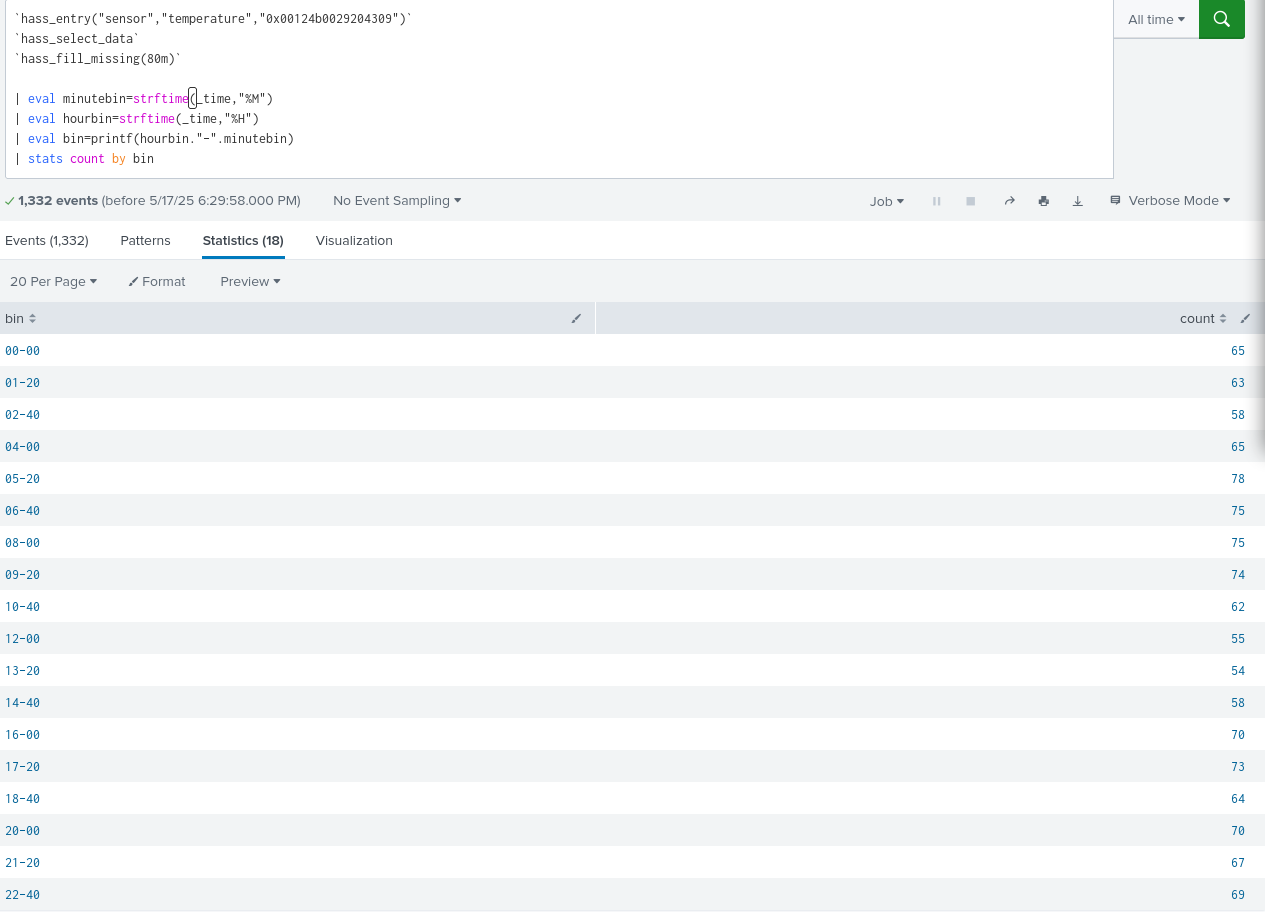 `hass_entry("sensor","temperature","0x00124b0029204309")`
`hass_select_data`
`hass_fill_missing(80m)`
| eval minutebin=strftime(_time,"%M")
| eval hourbin=strftime(_time,"%H")
| eval bin=printf(hourbin."-".minutebin)
| stats count by bin
All time
1,332 events (before 5/17/25 6:29:58.000 PM) No Event Sampling Job Verbose Mode
Events (1,332) Patterns Statistics (18) Visualization
20 Per Page Format Preview
bin count
00-00 65
01-20 63
02-40 58
04-00 65
05-20 78
06-40 75
08-00 75
09-20 74
10-40 62
12-00 55
13-20 54
14-40 58
16-00 70
17-20 73
18-40 64
20-00 70
21-20 67
22-40 69